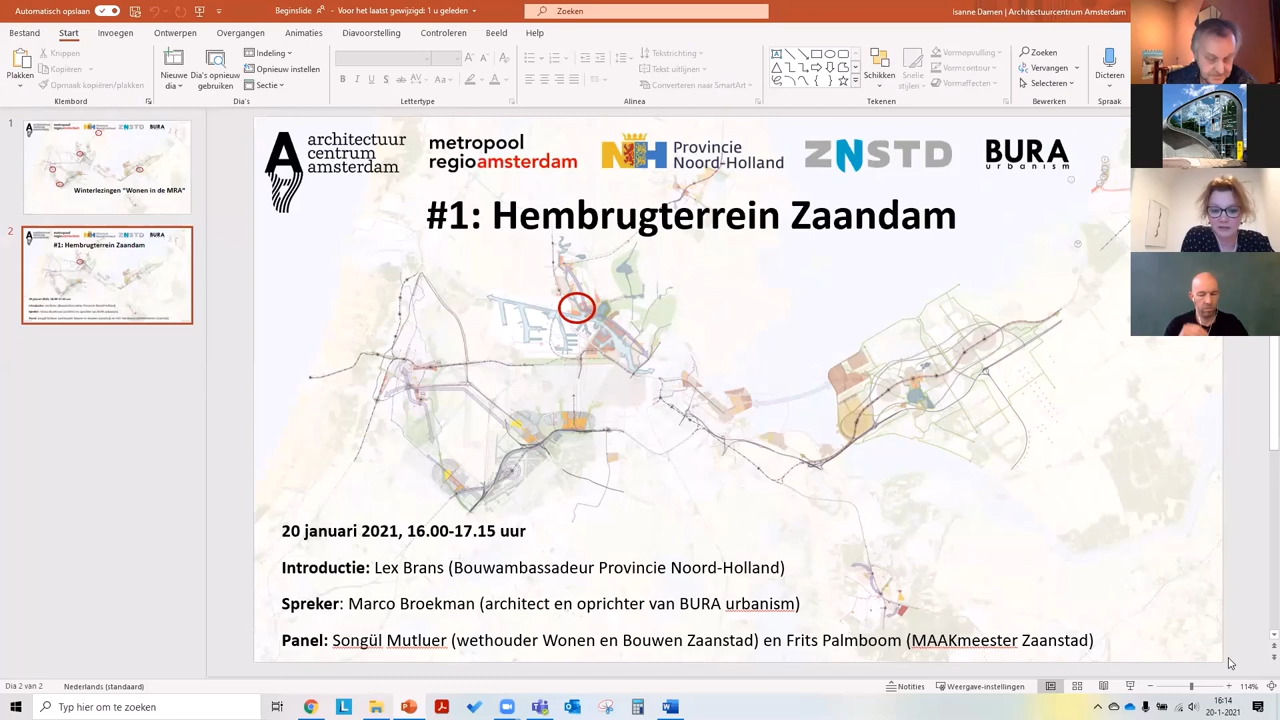 Automatisch opslaan
Beginslide
Voor het laatst gewijzigd: 1 u geleden
Zoeken
Isanne Damen | Architectuurcentrum Amsterdam
Bestand Start Invoegen Ontwerpen Overgangen Animaties Diavoorstelling Controleren Beeld Help
Plakken
Knippen
Kopiëren
Opmaak kopiëren/plakken
Klembord
Nieuwe dia
Dia's opnieuw gebruiken
Indeling
Opnieuw instellen
Sectie
Dia's
Lettertype
Tekstrichting
Tekst uitlijnen
Converteren naar SmartArt
Alinea
Schikken
Snelle stijlen
Vormopvulling
Vormcontour
Vormeffecten
Tekenen
Zoeken
Vervangen
Selecteren
Bewerken
Dicteren
Spraak
1
Winterlezingen "Wonen in de MRA"
2
#1: Hembrugterrein Zaandam
architectuur
centrum
amsterdam
metropool
regioamsterdam
NH Provincie
Noord-Holland
ZNSTD
BURA
urbanism
#1: Hembrugterrein Zaandam
20 januari 2021, 16.00-17.15 uur
Introductie: Lex Brans (Bouwambassadeur Provincie Noord-Holland)
Spreker: Marco Broekman (architect en oprichter van BURA urbanism)
Panel: Songül Mutluer (wethouder Wonen en Bouwen Zaanstad) en Frits Palmboom (MAAKmeester Zaanstad)
Dia 2 van 2 Nederlands (standaard)
Notities Weergave-instellingen 114%
Typ hier om te zoeken
16:14
20-1-2021